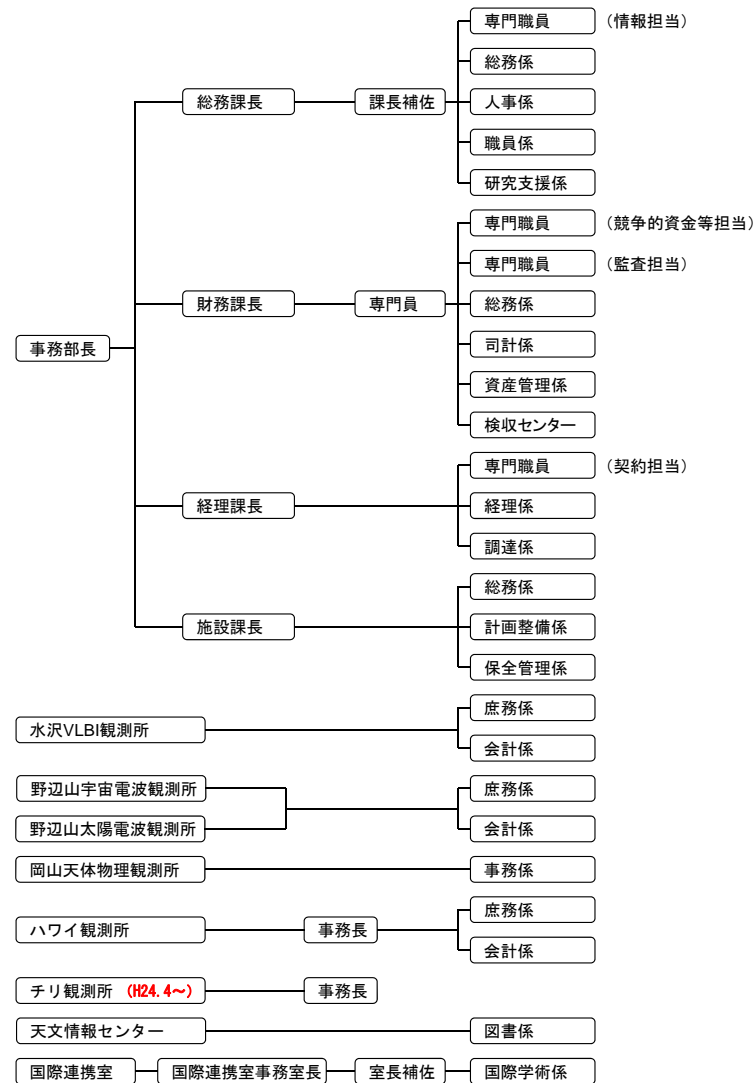 専門職員 （情報担当）
総務係
総務課長 課長補佐 人事係
職員係
研究支援係
専門職員 （競争的資金等担当）
専門職員 （監査担当）
財務課長 専門員 総務係
事務部長 司計係
資産管理係
検収センター
専門職員 （契約担当）
経理課長 経理係
調達係
総務係
施設課長 計画整備係
保全管理係
庶務係
水沢VLBI観測所
会計係
野辺山宇宙電波観測所 庶務係
野辺山太陽電波観測所 会計係
岡山天体物理観測所 事務係
庶務係
ハワイ観測所 事務長
会計係
チリ観測所 （H24.4～） 事務長
天文情報センター 図書係
国際連携室 国際連携室事務室長 室長補佐 国際学術係